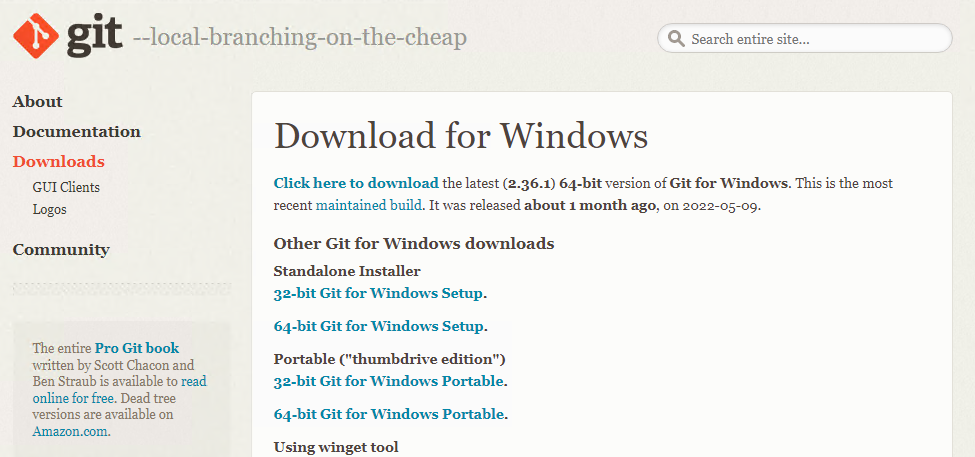 git --local-branching-on-the-cheap
Search entire site...
About
Documentation
Downloads
GUI Clients
Logos
Community
The entire Pro Git book
written by Scott Chacon and
Ben Straub is available to read
online for free. Dead tree
versions are available on
Amazon.com.
Download for Windows
Click here to download the latest (2.36.1) 64-bit version of Git for Windows. This is the most
recent maintained build. It was released about 1 month ago, on 2022-05-09.
Other Git for Windows downloads
Standalone Installer
32-bit Git for Windows Setup.
64-bit Git for Windows Setup.
Portable ("thumbdrive edition")
32-bit Git for Windows Portable.
64-bit Git for Windows Portable.
Using winget tool